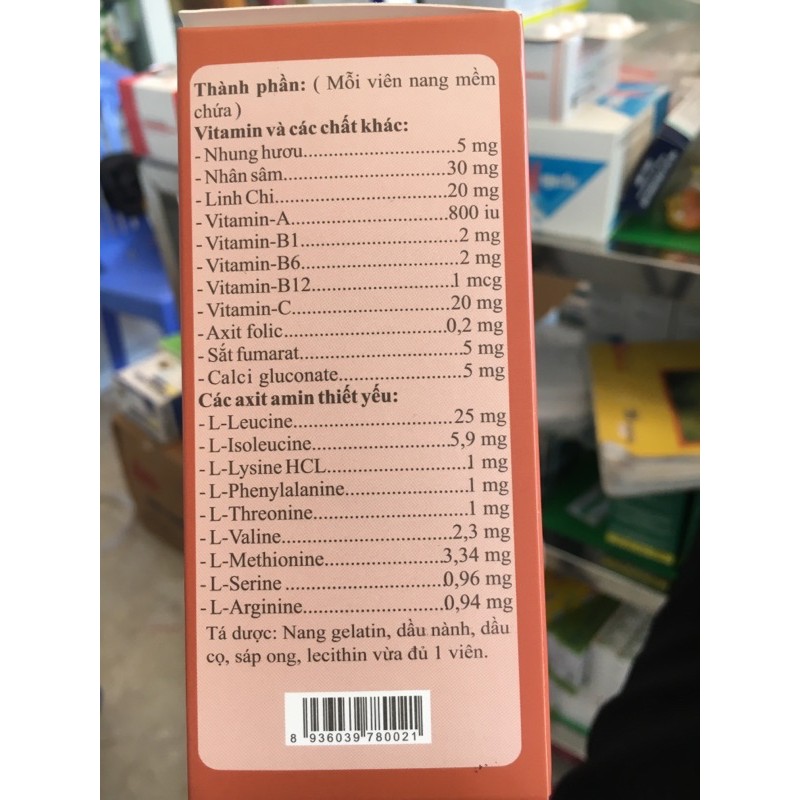 Thành phần: ( Mỗi viên nang mềm
chứa )
Vitamin và các chất khác:
- Nhung hươu....................5 mg
- Nhân sâm.......................30 mg
- Linh Chi.........................20 mg
- Vitamin-A......................800 iu
- Vitamin-B1.......................2 mg
- Vitamin-B6.......................2 mg
- Vitamin-B12...................1 mcg
- Vitamin-C.......................20 mg
- Axit folic........................0,2 mg
- Sắt fumarat.......................5 mg
- Calci gluconate.................5 mg
Các axit amin thiết yếu:
- L-Leucine........................25 mg
- L-Isoleucine....................5,9 mg
- L-Lysine HCL....................1 mg
- L-Phenylalanine.................1 mg
- L-Threonine......................1 mg
- L-Valine.........................2,3 mg
- L-Methionine.................3,34 mg
- L-Serine ........................0,96 mg
- L-Arginine.....................0,94 mg
Tá dược: Nang gelatin, dầu nành, dầu
cọ, sáp ong, lecithin vừa đủ 1 viên.
8 936039 780021